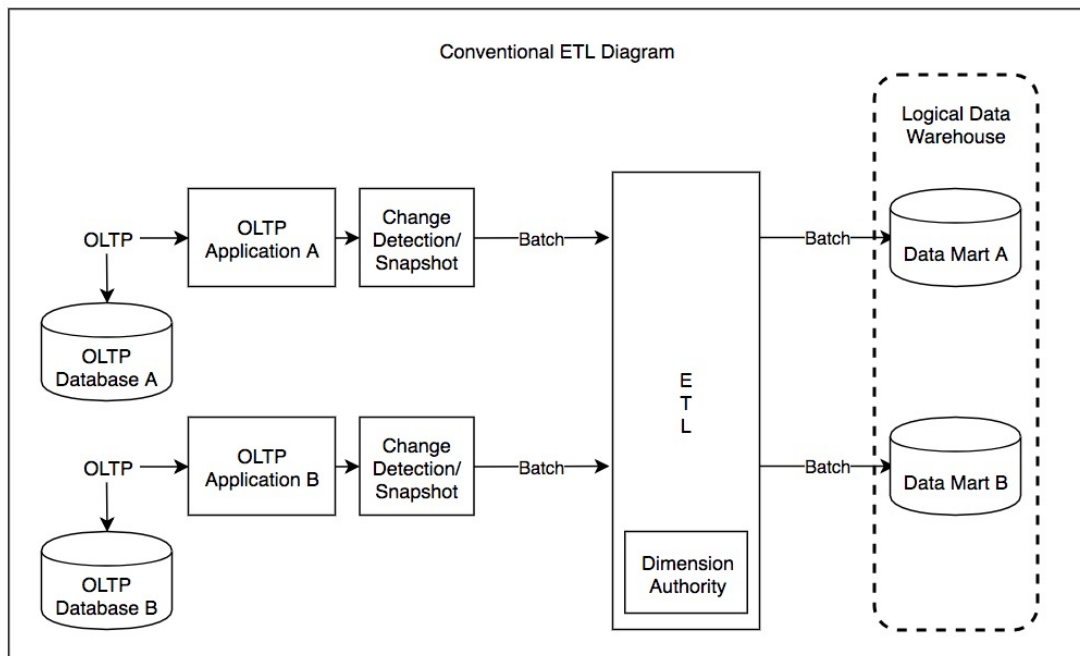 Conventional ETL Diagram
Logical Data
Warehouse
OLTP
OLTP
Application A
Change
Detection/
Snapshot
Batch
Batch
Data Mart A
OLTP
Database A
E
T
L
OLTP
OLTP
Application B
Change
Detection/
Snapshot
Batch
Batch
Data Mart B
OLTP
Database B
Dimension
Authority